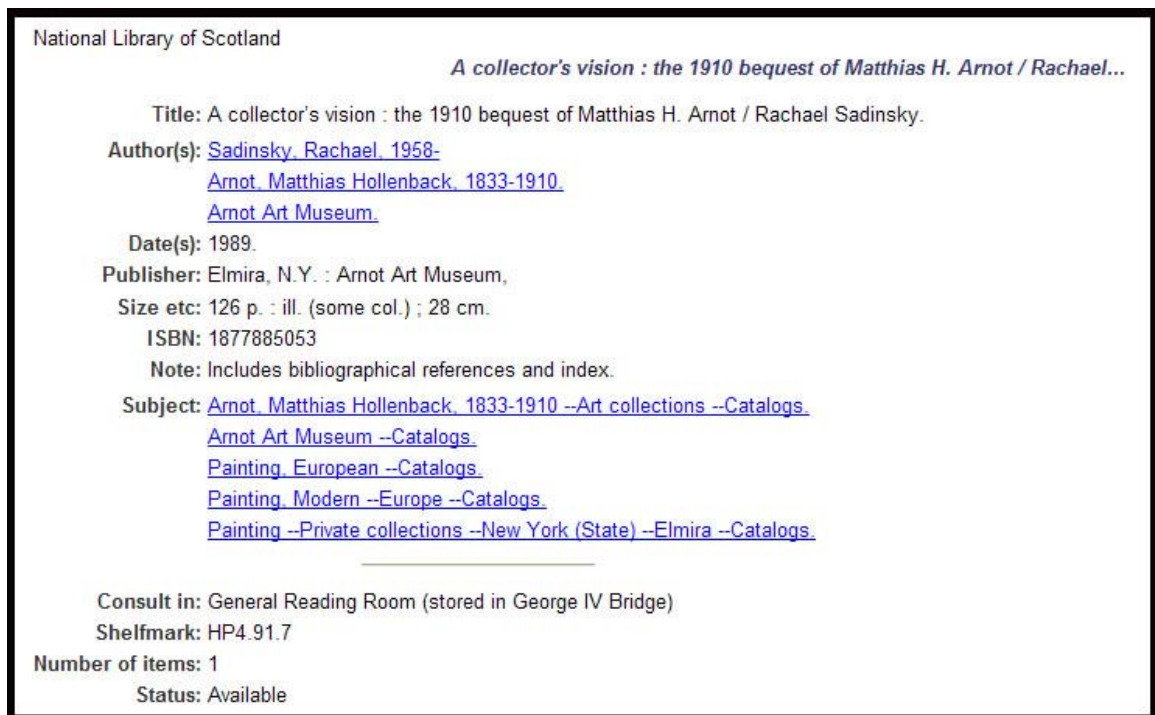 National Library of Scotland
A collector's vision : the 1910 bequest of Matthias H. Arnot / Rachael...
Title: A collector's vision : the 1910 bequest of Matthias H. Arnot / Rachael Sadinsky.
Author(s): Sadinsky, Rachael, 1958-
Arnot, Matthias Hollenback, 1833-1910.
Arnot Art Museum.
Date(s): 1989.
Publisher: Elmira, N.Y. : Arnot Art Museum,
Size etc: 126 p. : ill. (some col.) ; 28 cm.
ISBN: 1877885053
Note: Includes bibliographical references and index.
Subject: Arnot, Matthias Hollenback, 1833-1910 --Art collections --Catalogs.
Arnot Art Museum --Catalogs.
Painting, European --Catalogs.
Painting, Modern --Europe --Catalogs.
Painting --Private collections --New York (State) --Elmira --Catalogs.
Consult in: General Reading Room (stored in George IV Bridge)
Shelfmark: HP4.91.7
Number of items: 1
Status: Available